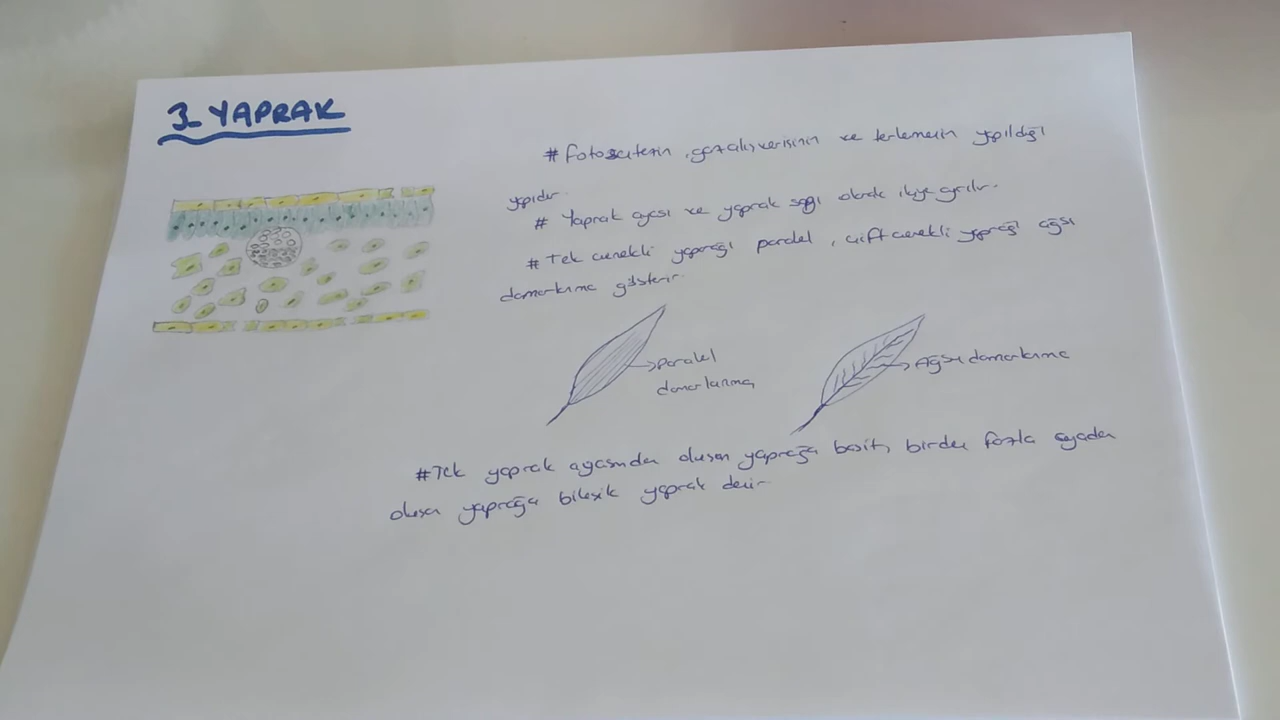 3. YAPRAK
# Fotosentezin, gaz alışverişinin ve terlemenin yapıldığı
yapıdır.
# Yaprak ayası ve yaprak sapı olarak ikiye ayrılır.
# Tek çenekli yaprağı paralel, çift çenekli yaprağı ağsı
damarlanma gösterir.
Paralel
damarlanma
Ağsı damarlanma
# Tek yaprak ayasından oluşan yaprağa basit, birden fazla ayadan
oluşan yaprağa bileşik yaprak denir.